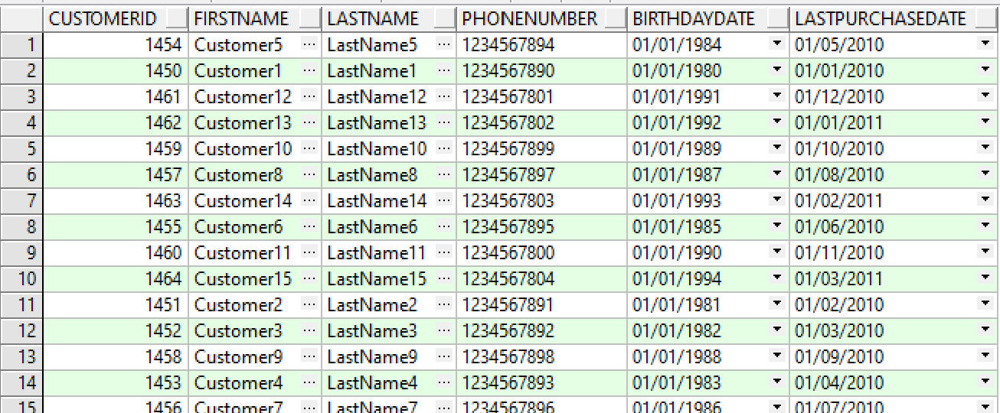 CUSTOMERID FIRSTNAME LASTNAME PHONENUMBER BIRTHDAYDATE LASTPURCHASEDATE
1 1454 Customer5 ... LastName5 ... 1234567894 01/01/1984 01/05/2010
2 1450 Customer1 ... LastName1 ... 1234567890 01/01/1980 01/01/2010
3 1461 Customer12 ... LastName12 ... 1234567801 01/01/1991 01/12/2010
4 1462 Customer13 ... LastName13 ... 1234567802 01/01/1992 01/01/2011
5 1459 Customer10 ... LastName10 ... 1234567899 01/01/1989 01/10/2010
6 1457 Customer8 ... LastName8 ... 1234567897 01/01/1987 01/08/2010
7 1463 Customer14 ... LastName14 ... 1234567803 01/01/1993 01/02/2011
8 1455 Customer6 ... LastName6 ... 1234567895 01/01/1985 01/06/2010
9 1460 Customer11 ... LastName11 ... 1234567800 01/01/1990 01/11/2010
10 1464 Customer15 ... LastName15 ... 1234567804 01/01/1994 01/03/2011
11 1451 Customer2 ... LastName2 ... 1234567891 01/01/1981 01/02/2010
12 1452 Customer3 ... LastName3 ... 1234567892 01/01/1982 01/03/2010
13 1458 Customer9 ... LastName9 ... 1234567898 01/01/1988 01/09/2010
14 1453 Customer4 ... LastName4 ... 1234567893 01/01/1983 01/04/2010
15 1456 Customer7 ... LastName7 ... 1234567896 01/01/1986 01/07/2010